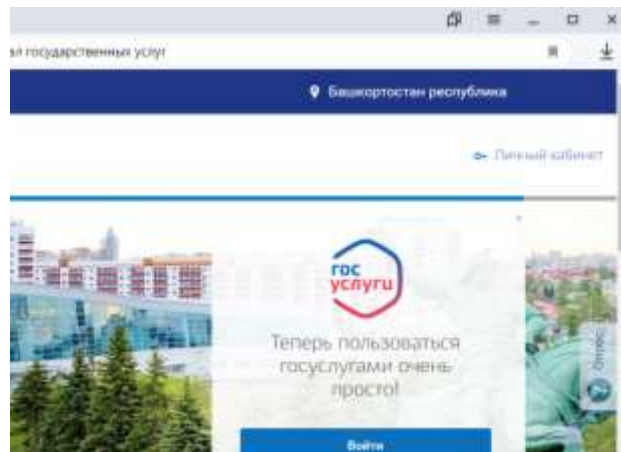 ал государственных услуг
Башкортостан республика
Личный кабинет
гос
услуги
Теперь пользоваться
госуслугами очень
просто!
Войти